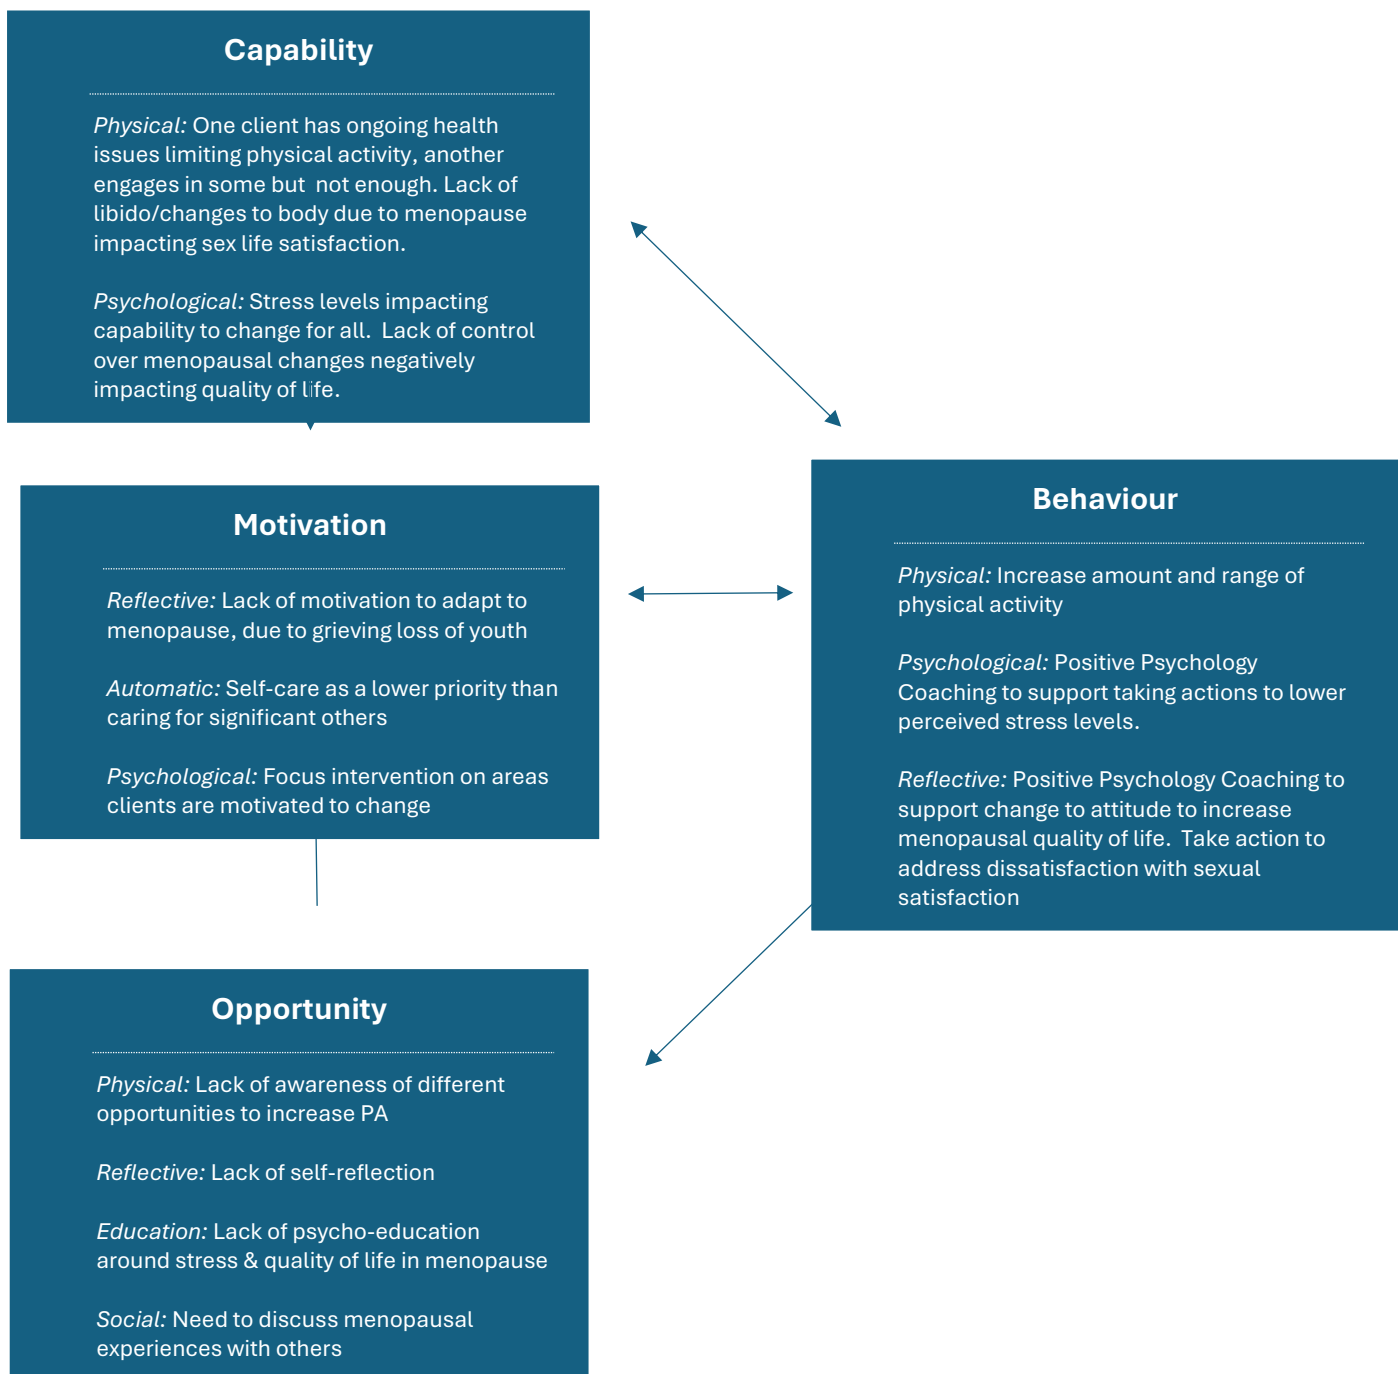 Capability
Physical: One client has ongoing health
issues limiting physical activity, another
engages in some but  not enough. Lack of
libido/changes to body due to menopause
impacting sex life satisfaction.
Psychological: Stress levels impacting
capability to change for all.  Lack of control
over menopausal changes negatively
impacting quality of life.
Motivation
Reflective: Lack of motivation to adapt to
menopause, due to grieving loss of youth
Automatic: Self-care as a lower priority than
caring for significant others
Psychological: Focus intervention on areas
clients are motivated to change
Behaviour
Physical: Increase amount and range of
physical activity
Psychological: Positive Psychology
Coaching to support taking actions to lower
perceived stress levels.
Reflective: Positive Psychology Coaching to
support change to attitude to increase
menopausal quality of life.  Take action to
address dissatisfaction with sexual
satisfaction
Opportunity
Physical: Lack of awareness of different
opportunities to increase PA
Reflective: Lack of self-reflection
Education: Lack of psycho-education
around stress & quality of life in menopause
Social: Need to discuss menopausal
experiences with others